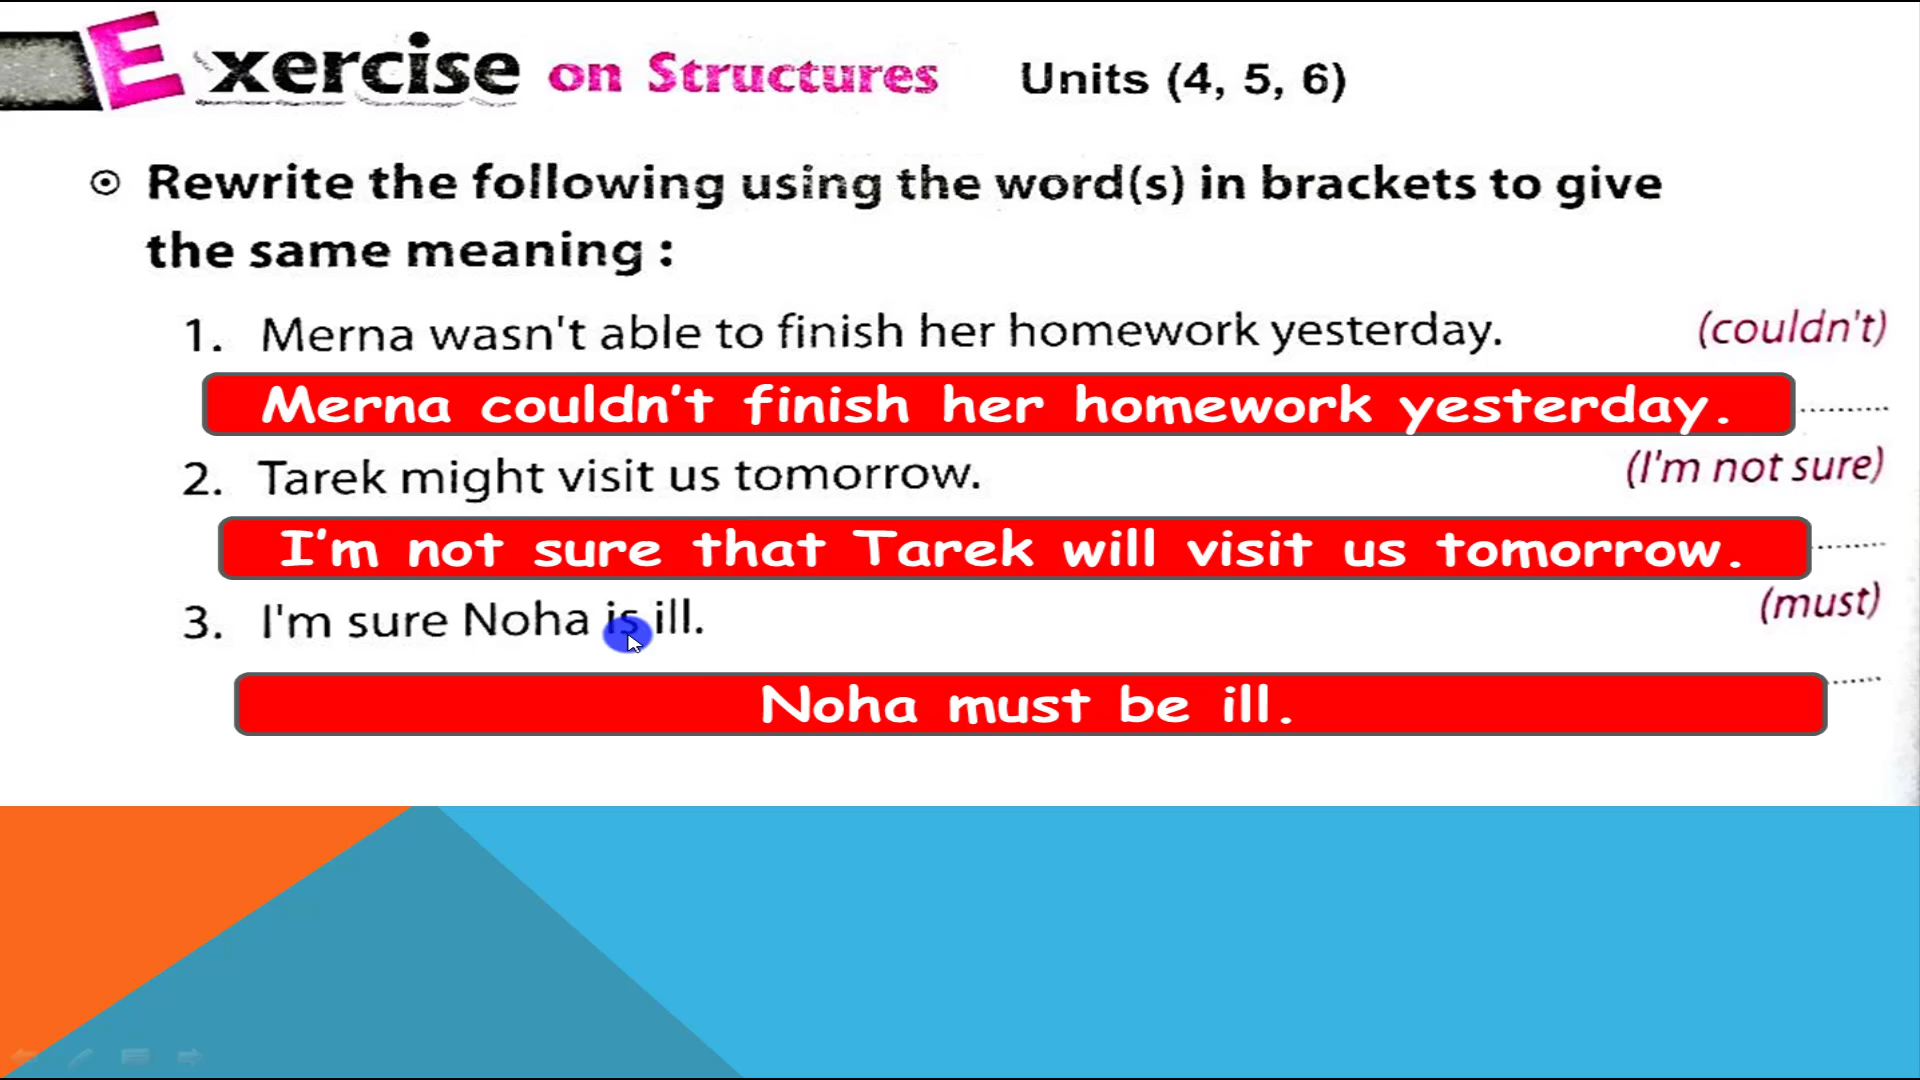 Exercise on Structures Units (4, 5, 6)
Rewrite the following using the word(s) in brackets to give
the same meaning :
1. Merna wasn't able to finish her homework yesterday. (couldn't)
Merna couldn't finish her homework yesterday.
2. Tarek might visit us tomorrow. (I'm not sure)
I'm not sure that Tarek will visit us tomorrow.
3. I'm sure Noha is ill. (must)
Noha must be ill.